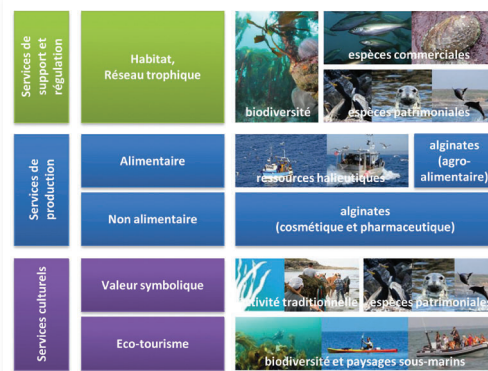 Services de
support et
régulation
Habitat,
Réseau trophique
biodiversité
espèces commerciales
espèces patrimoniales
Services de
production
Alimentaire
ressources halieutiques
alginates
(agro-
alimentaire)
Non alimentaire
alginates
(cosmétique et pharmaceutique)
Services culturels
Valeur symbolique
tivité traditionnelle
espèces patrimoniales
Eco-tourisme
biodiversité et paysages sous-marins